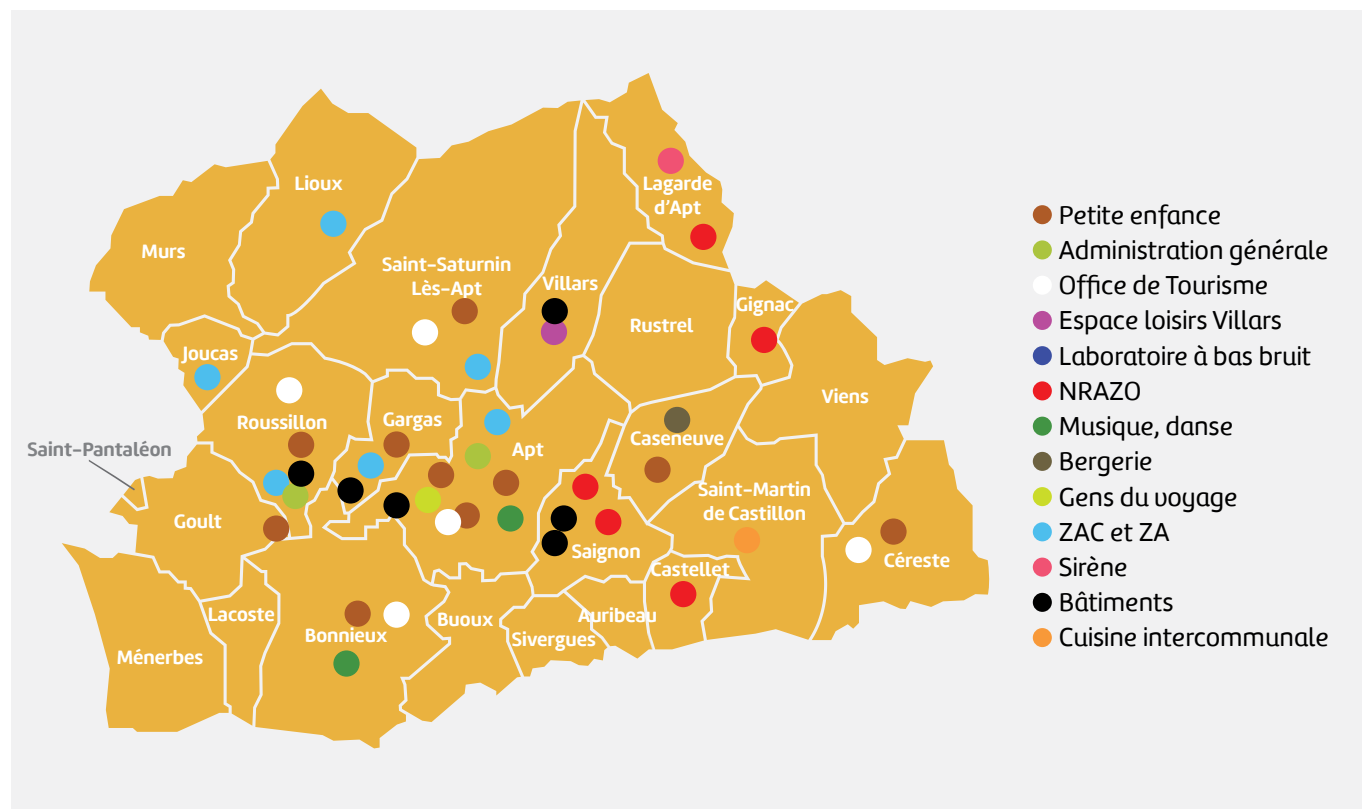 Lioux
Murs
Lagarde
d'Apt
Saint-Saturnin
Lès-Apt
Villars
Gignac
Rustrel
Joucas
Viens
Roussillon
Gargas
Saint-Pantaléon
Apt
Caseneuve
Saint-Martin
de Castillon
Goult
Saignon
Céreste
Castellet
Lacoste
Bonnieux
Buoux
Auribeau
Sivergues
Ménerbes
Petite enfance
Administration générale
Office de Tourisme
Espace loisirs Villars
Laboratoire à bas bruit
NRAZO
Musique, danse
Bergerie
Gens du voyage
ZAC et ZA
Sirène
Bâtiments
Cuisine intercommunale